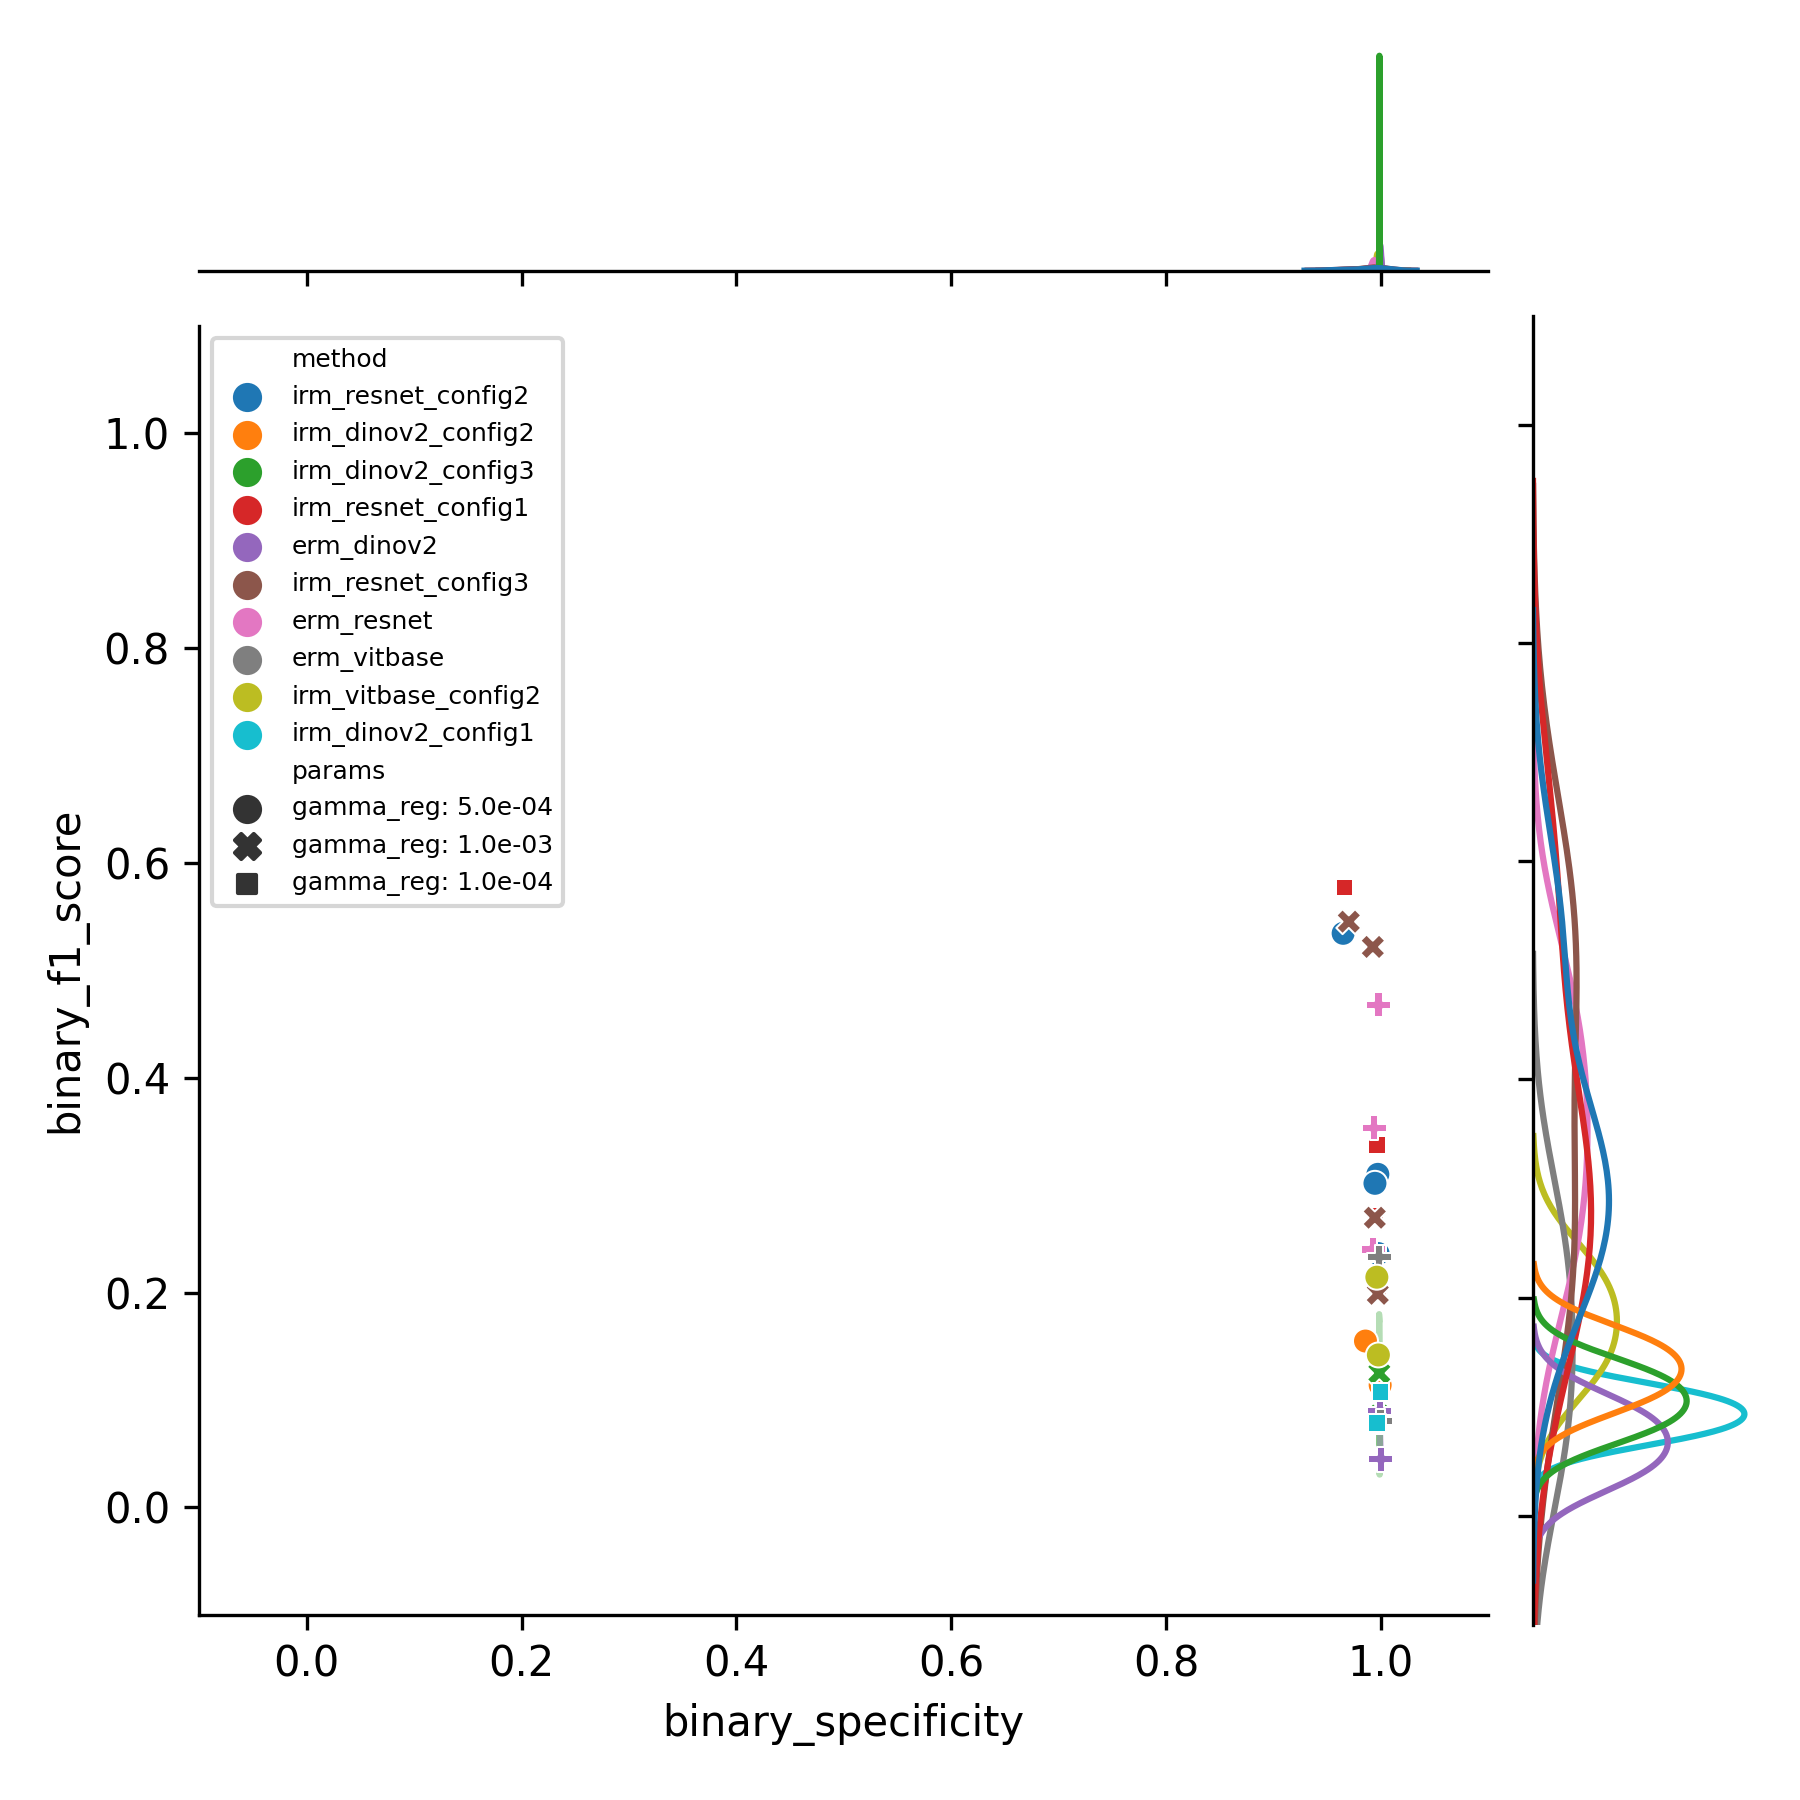 method
irm_resnet_config2
irm_dinov2_config2
irm_dinov2_config3
irm_resnet_config1
erm_dinov2
irm_resnet_config3
erm_resnet
erm_vitbase
irm_vitbase_config2
irm_dinov2_config1
params
gamma_reg: 5.0e-04
gamma_reg: 1.0e-03
gamma_reg: 1.0e-04
1.0
0.8
0.6
0.4
0.2
0.0
binary_f1_score
0.0 0.2 0.4 0.6 0.8 1.0
binary_specificity